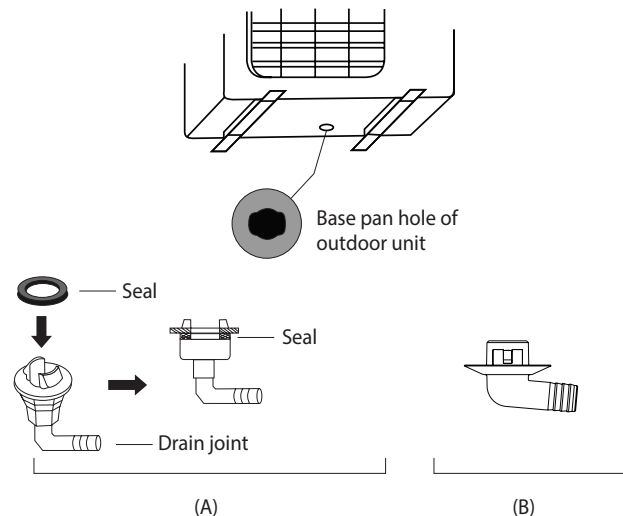 Base pan hole of
outdoor unit
Seal
Seal
Drain joint
(A)
(B)